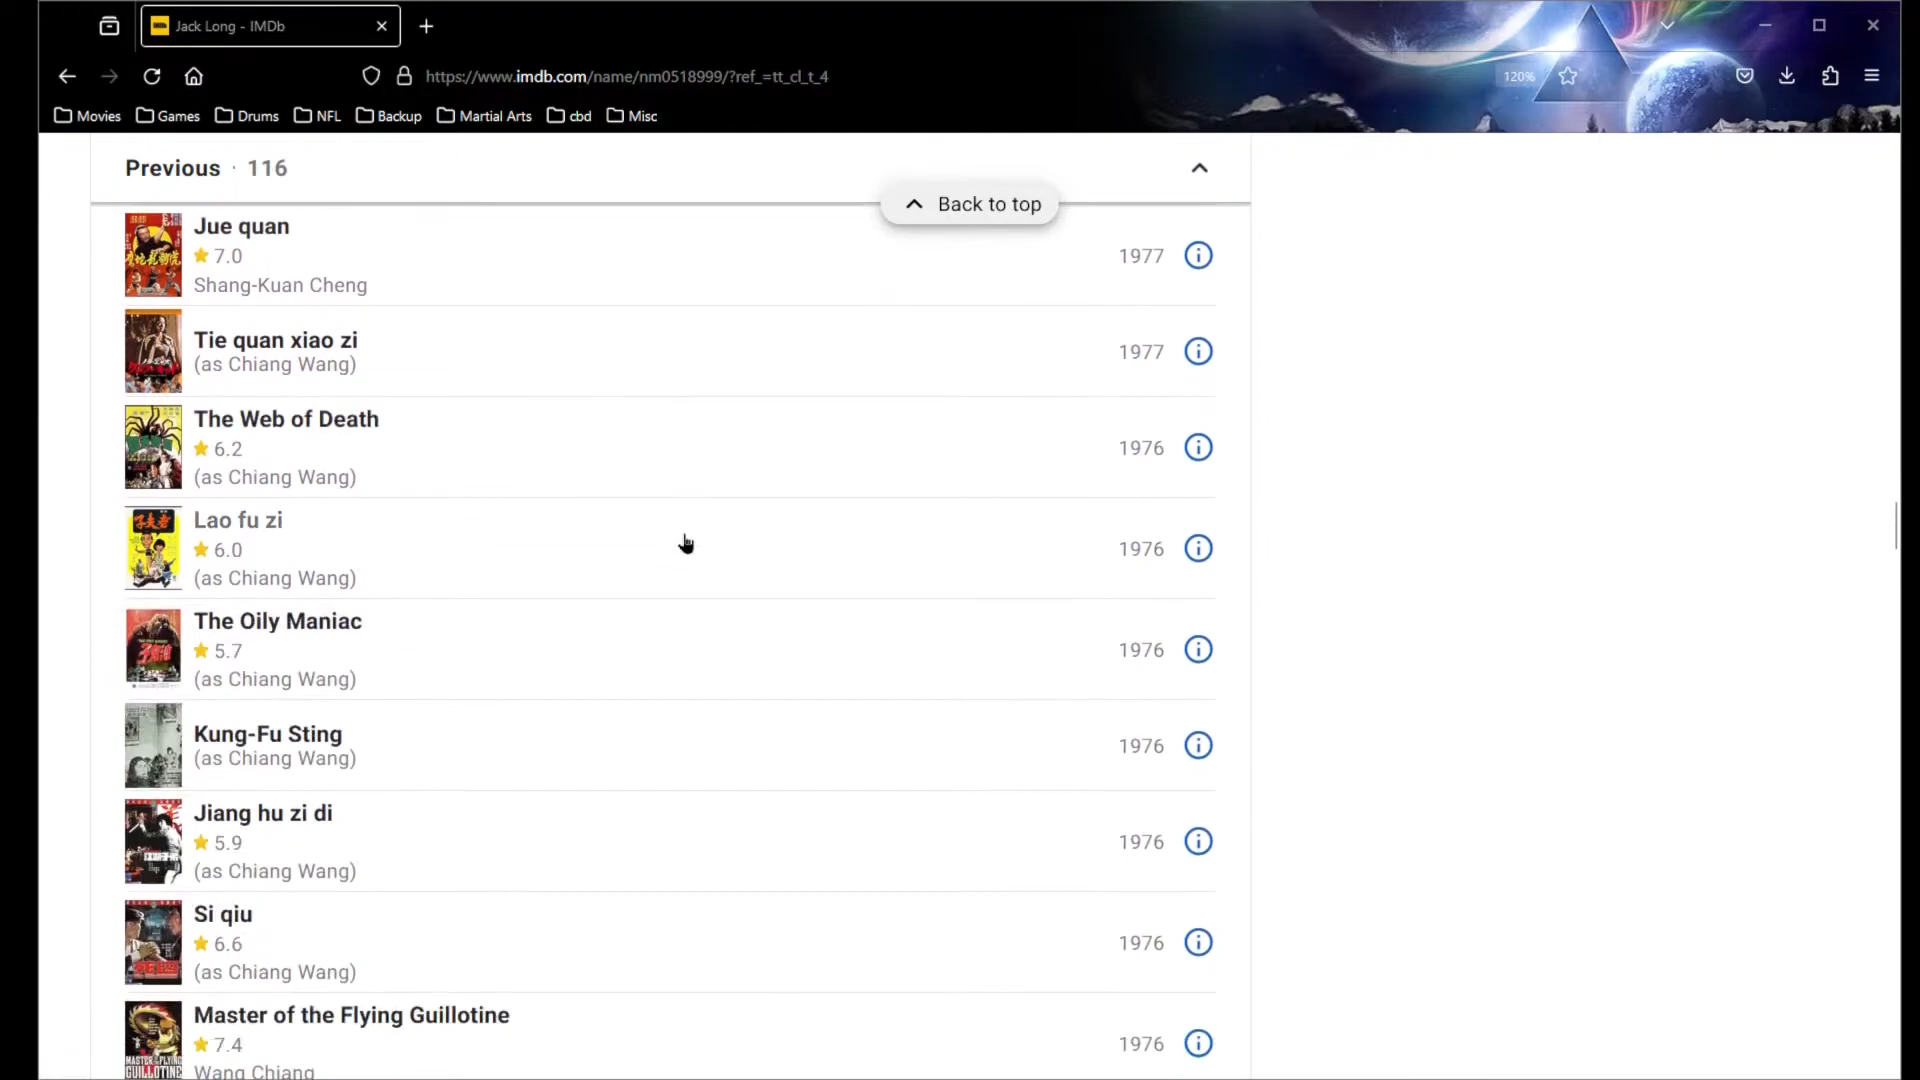 Jack Long - IMDb
https://www.imdb.com/name/nm0518999/?ref_=tt_cl_t_4
120%
Movies Games Drums NFL Backup Martial Arts cbd Misc
Previous · 116
Back to top
Jue quan
7.0
Shang-Kuan Cheng
1977
Tie quan xiao zi
(as Chiang Wang)
1977
The Web of Death
6.2
(as Chiang Wang)
1976
Lao fu zi
6.0
(as Chiang Wang)
1976
The Oily Maniac
5.7
(as Chiang Wang)
1976
Kung-Fu Sting
(as Chiang Wang)
1976
Jiang hu zi di
5.9
(as Chiang Wang)
1976
Si qiu
6.6
(as Chiang Wang)
1976
Master of the Flying Guillotine
7.4
Wang Chiang
1976
MASTER OF THE FLYING
GUILLOTINE